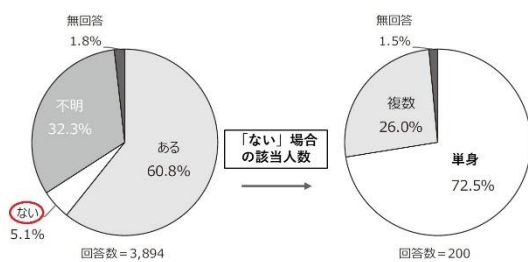 無回答
1.8%
不明
32.3%
ある
60.8%
ない
5.1%
回答数=3,894
「ない」場合
の該当人数
無回答
1.5%
複数
26.0%
単身
72.5%
回答数=200